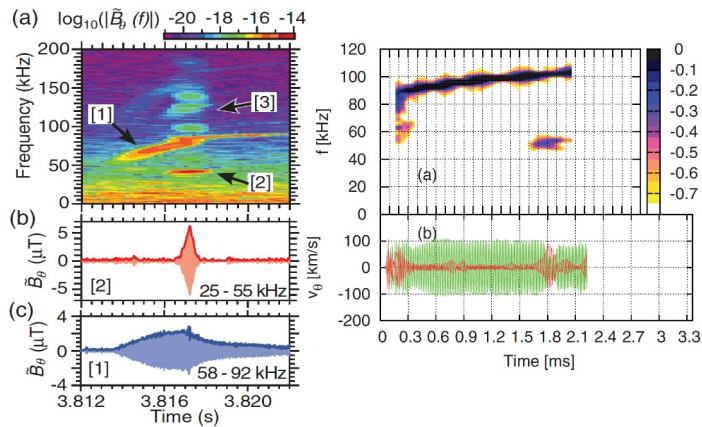 (a) log₁₀(|B̃θ (f)|) -20 -18 -16 -14
200
150
100
50
0
Frequency (kHz)
[1]
[3]
[2]
(b)
5
0
-5
B̃θ (μT)
[2] 25 - 55 kHz
(c)
4
0
-4
B̃θ (μT)
[1] 58 - 92 kHz
3.812 3.816 3.820
Time (s)
120
100
80
60
40
20
0
f [kHz]
(a)
0
-0.1
-0.2
-0.3
-0.4
-0.5
-0.6
-0.7
(b)
100
0
-100
-200
vθ [km/s]
0 0.3 0.6 0.9 1.2 1.5 1.8 2.1 2.4 2.7 3 3.3
Time [ms]